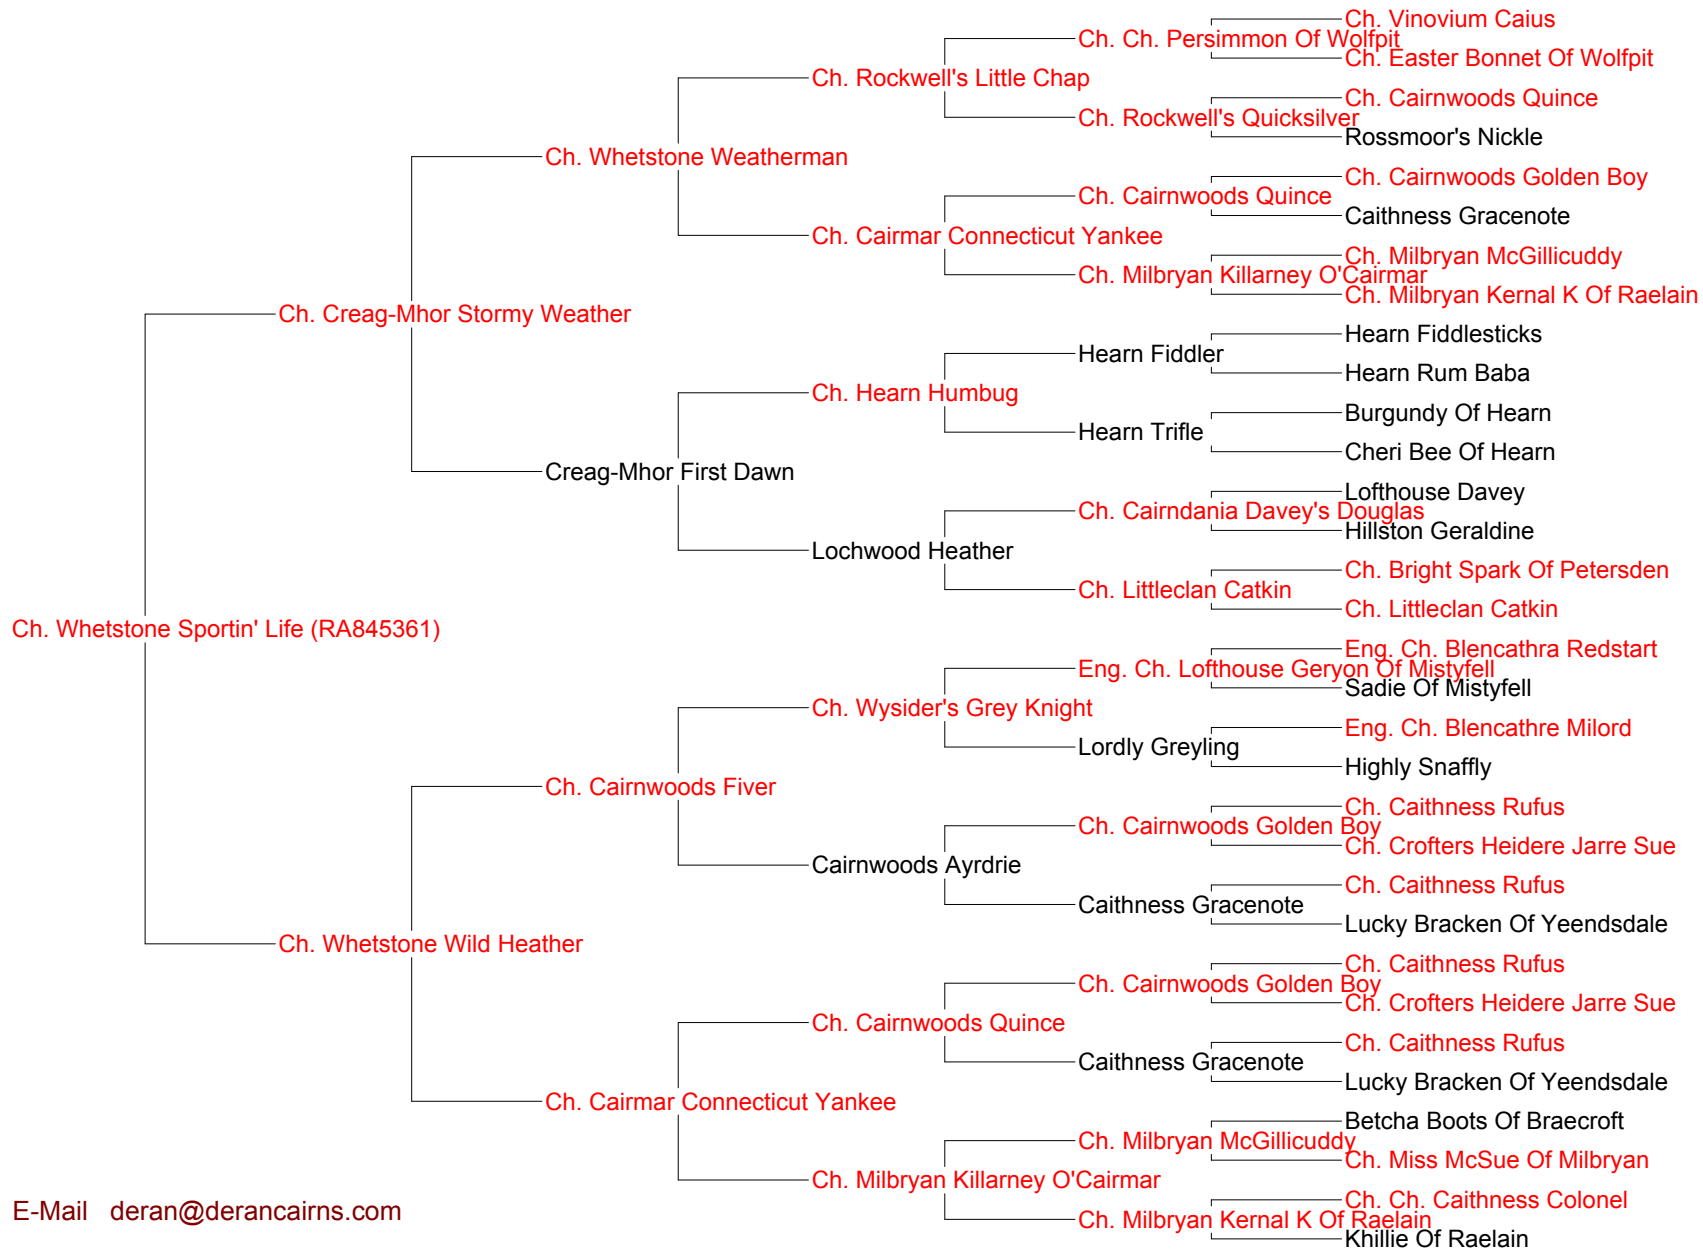 Ch. Vinovium Caius
Ch. Ch. Persimmon Of Wolfpit
Ch. Easter Bonnet Of Wolfpit
Ch. Rockwell's Little Chap
Ch. Cairnwoods Quince
Ch. Rockwell's Quicksilver
Rossmoor's Nickle
Ch. Whetstone Weatherman
Ch. Cairnwoods Golden Boy
Ch. Cairnwoods Quince
Caithness Gracenote
Ch. Cairmar Connecticut Yankee
Ch. Milbryan McGillicuddy
Ch. Milbryan Killarney O'Cairmar
Ch. Milbryan Kernal K Of Raelain
Ch. Creag-Mhor Stormy Weather
Hearn Fiddlesticks
Hearn Fiddler
Hearn Rum Baba
Ch. Hearn Humbug
Burgundy Of Hearn
Hearn Trifle
Cheri Bee Of Hearn
Creag-Mhor First Dawn
Lofthouse Davey
Ch. Cairndania Davey's Douglas
Hillston Geraldine
Lochwood Heather
Ch. Bright Spark Of Petersden
Ch. Littleclan Catkin
Ch. Littleclan Catkin
Ch. Whetstone Sportin' Life (RA845361)
Eng. Ch. Blencathra Redstart
Eng. Ch. Lofthouse Geryon Of Mistyfell
Sadie Of Mistyfell
Ch. Wysider's Grey Knight
Eng. Ch. Blencathre Milord
Lordly Greyling
Highly Snaffly
Ch. Cairnwoods Fiver
Ch. Caithness Rufus
Ch. Cairnwoods Golden Boy
Ch. Crofters Heidere Jarre Sue
Cairnwoods Ayrdrie
Ch. Caithness Rufus
Caithness Gracenote
Lucky Bracken Of Yeendsdale
Ch. Whetstone Wild Heather
Ch. Caithness Rufus
Ch. Cairnwoods Golden Boy
Ch. Crofters Heidere Jarre Sue
Ch. Cairnwoods Quince
Ch. Caithness Rufus
Caithness Gracenote
Lucky Bracken Of Yeendsdale
Ch. Cairmar Connecticut Yankee
Betcha Boots Of Braecroft
Ch. Milbryan McGillicuddy
Ch. Miss McSue Of Milbryan
Ch. Milbryan Killarney O'Cairmar
Ch. Ch. Caithness Colonel
Ch. Milbryan Kernal K Of Raelain
Khillie Of Raelain
E-Mail deran@derancairns.com